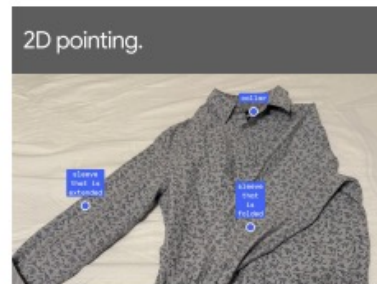 2D pointing.
collar
sleeve
that is
extended
sleeve
that
is
folded